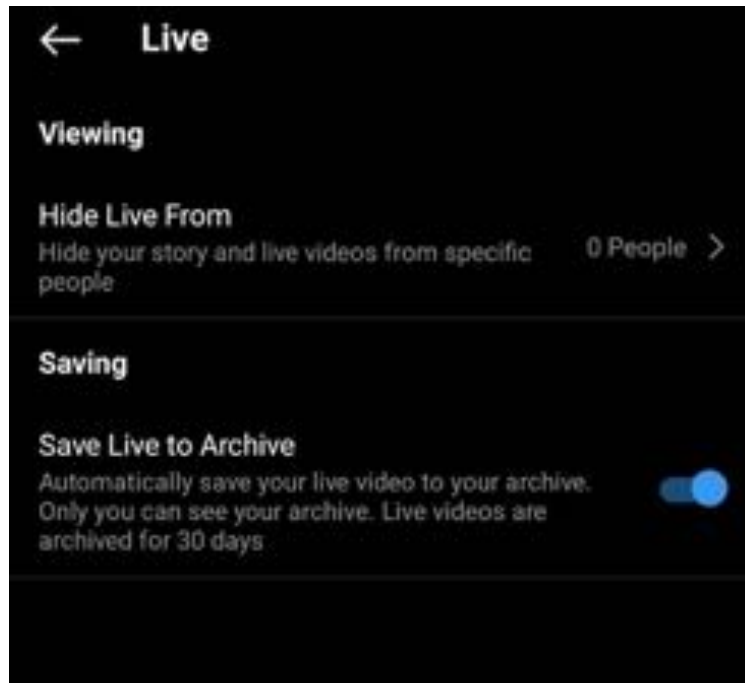 Live
Viewing
Hide Live From
Hide your story and live videos from specific
people
0 People
Saving
Save Live to Archive
Automatically save your live video to your archive.
Only you can see your archive. Live videos are
archived for 30 days